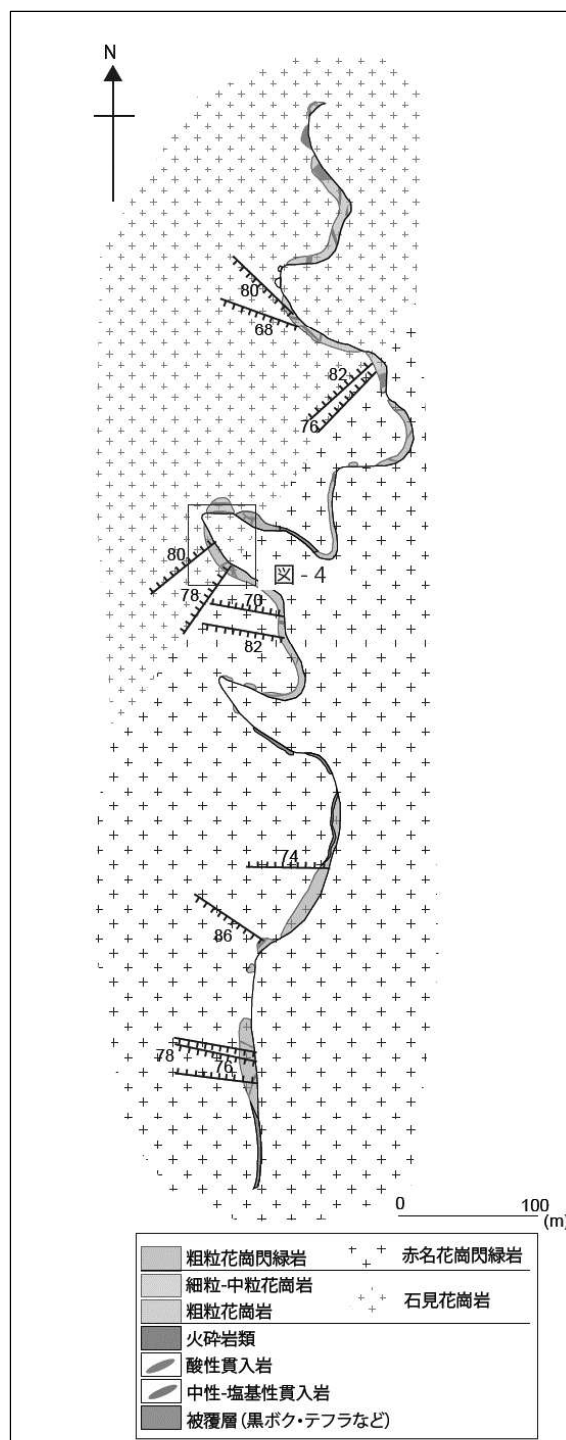 N
80
68
82
76
80
78
70
図-4
82
74
86
78
76
0 100
(m)
粗粒花崗閃緑岩 赤名花崗閃緑岩
細粒-中粒花崗岩
石見花崗岩
粗粒花崗岩
火砕岩類
酸性貫入岩
中性-塩基性貫入岩
被覆層(黒ボク・テフラなど)